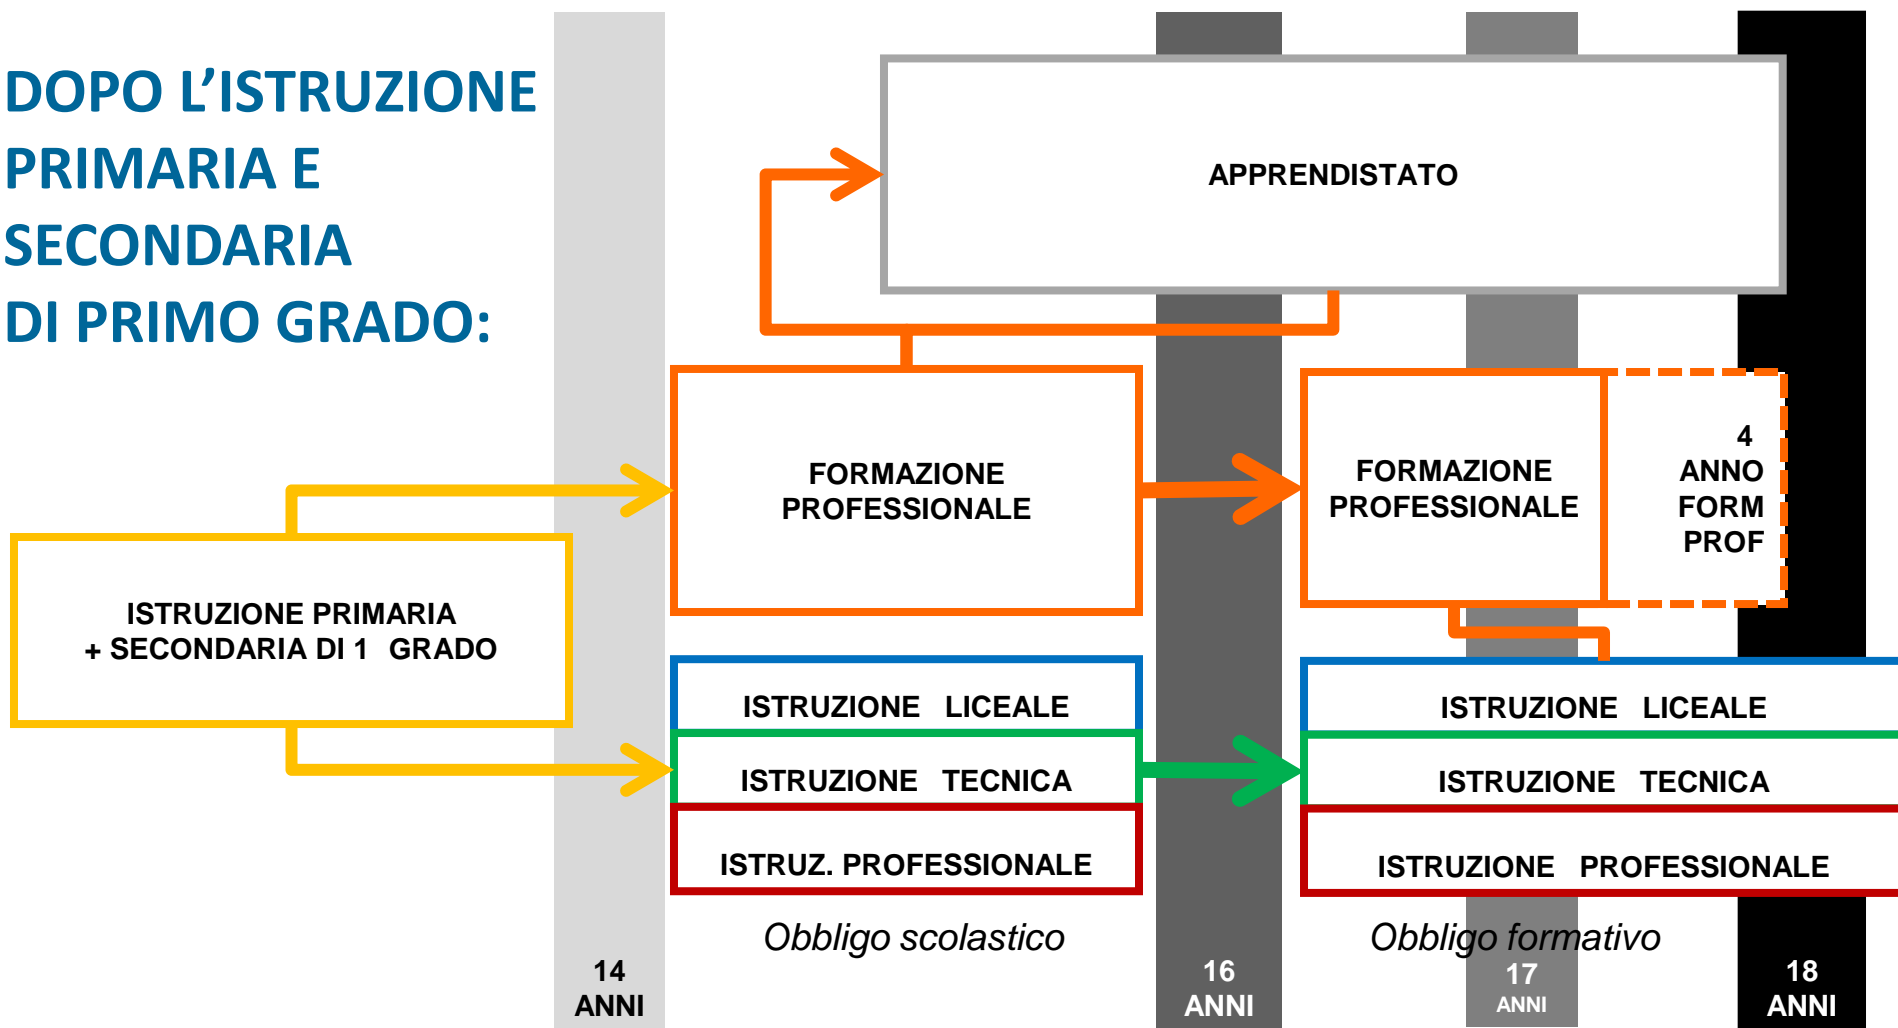 DOPO L’ISTRUZIONE
PRIMARIA E
SECONDARIA
DI PRIMO GRADO:
APPRENDISTATO
FORMAZIONE
PROFESSIONALE
FORMAZIONE
PROFESSIONALE
4
ANNO
FORM
PROF
ISTRUZIONE PRIMARIA
+ SECONDARIA DI 1 GRADO
ISTRUZIONE LICEALE
ISTRUZIONE TECNICA
ISTRUZ. PROFESSIONALE
ISTRUZIONE LICEALE
ISTRUZIONE TECNICA
ISTRUZIONE PROFESSIONALE
Obbligo scolastico
Obbligo formativo
14
ANNI
16
ANNI
17
ANNI
18
ANNI